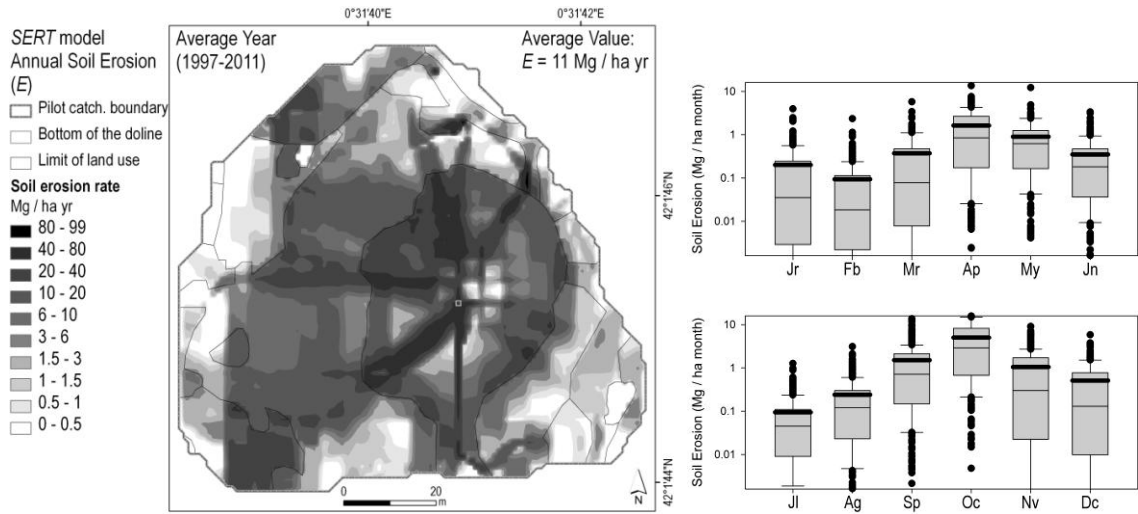 SERT model
Annual Soil Erosion
(E)
Pilot catch. boundary
Bottom of the doline
Limit of land use
Soil erosion rate
Mg / ha yr
80 - 99
40 - 80
20 - 40
10 - 20
6 - 10
3 - 6
1.5 - 3
1 - 1.5
0.5 - 1
0 - 0.5
0°31'40"E
0°31'42"E
Average Year
(1997-2011)
Average Value:
E = 11 Mg / ha yr
42°1'46"N
42°1'44"N
0
20
m
N
Soil Erosion (Mg / ha month)
10
1
0.1
0.01
Jr
Fb
Mr
Ap
My
Jn
Soil Erosion (Mg / ha month)
10
1
0.1
0.01
Jl
Ag
Sp
Oc
Nv
Dc